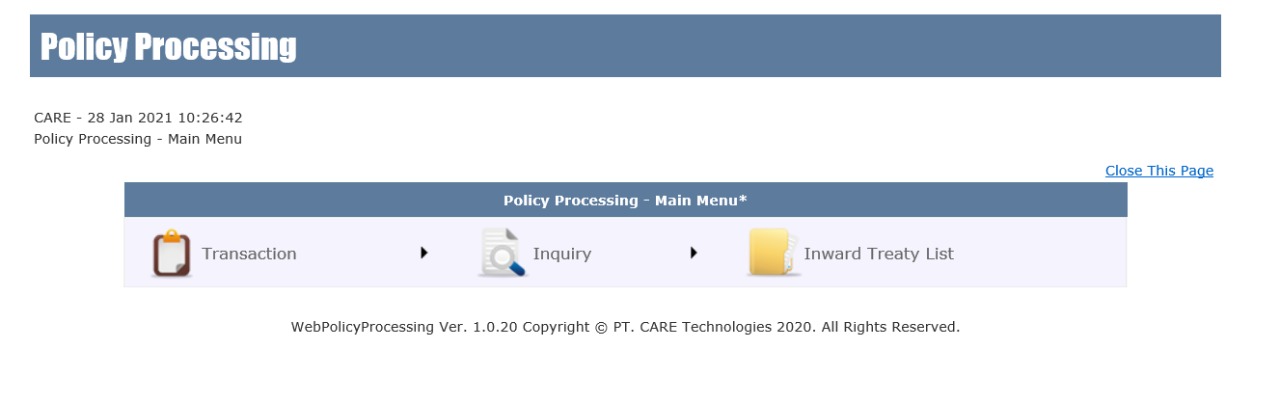 Policy Processing
CARE - 28 Jan 2021 10:26:42
Policy Processing - Main Menu
Close This Page
Policy Processing - Main Menu*
Transaction Inquiry Inward Treaty List
WebPolicyProcessing Ver. 1.0.20 Copyright © PT. CARE Technologies 2020. All Rights Reserved.